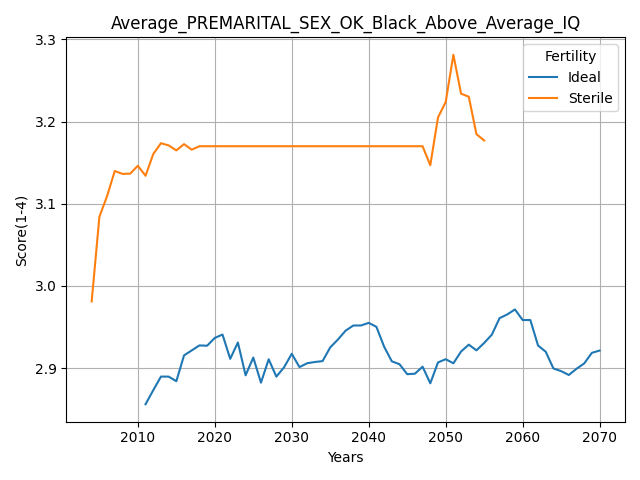 Average_PREMARITAL_SEX_OK_Black_Above_Average_IQ
Fertility
Ideal
Sterile
Score(1-4)
3.3
3.2
3.1
3.0
2.9
2010 2020 2030 2040 2050 2060 2070
Years